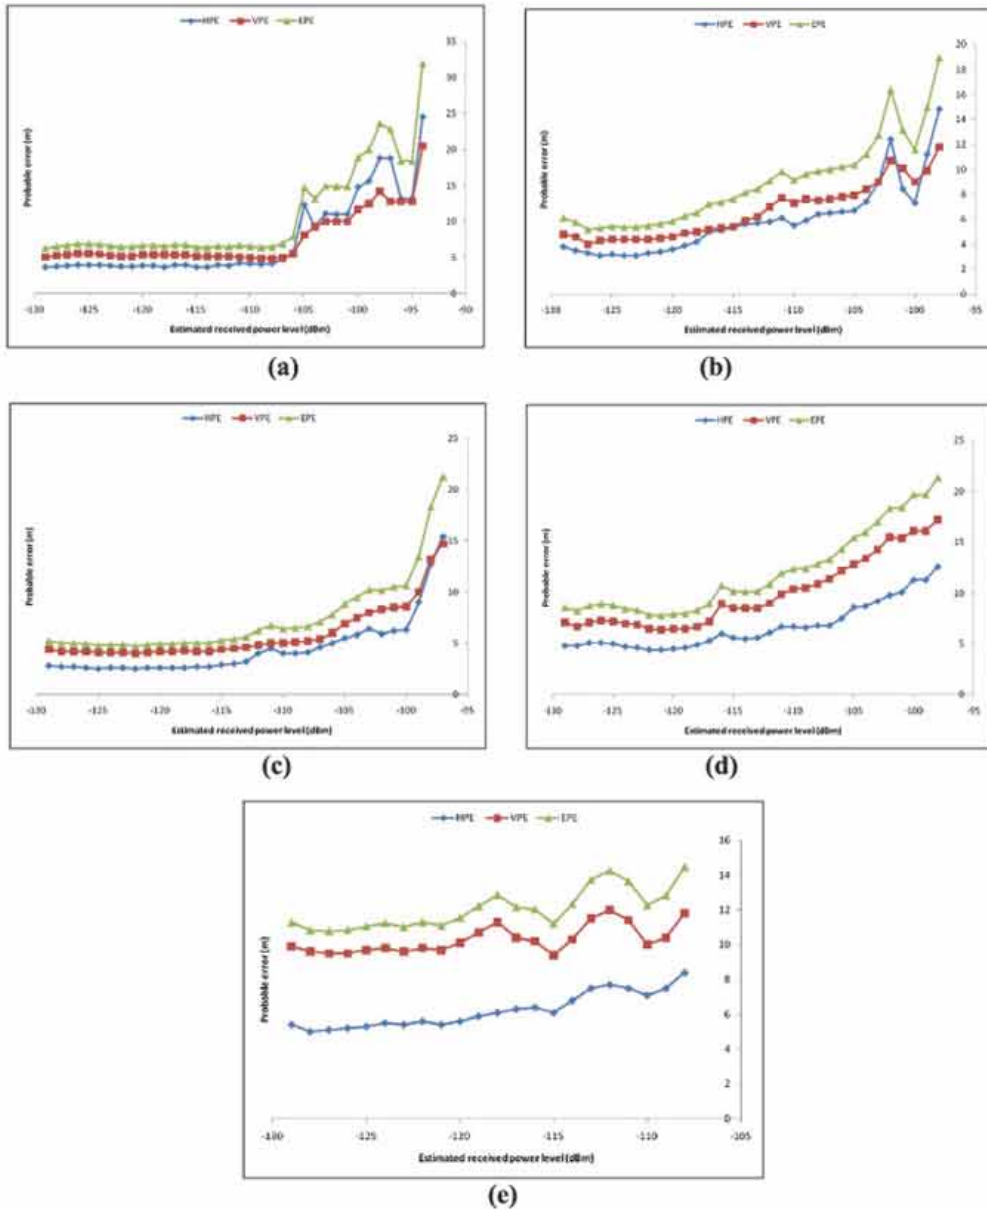 HPE VPE EPE
35
30
25
20
15
10
5
0
Probable error (m)
-130 -125 -120 -115 -110 -105 -100 -95 -90
Estimated received power level (dBm)
(a)
HPE VPE EPE
20
18
16
14
12
10
8
6
4
2
0
Probable error (m)
-130 -125 -120 -115 -110 -105 -100 -95
Estimated received power level (dBm)
(b)
HPE VPE EPE
25
20
15
10
5
0
Probable error (m)
-130 -125 -120 -115 -110 -105 -100 -95
Estimated received power level (dBm)
(c)
HPE VPE EPE
25
20
15
10
5
0
Probable error (m)
-130 -125 -120 -115 -110 -105 -100 -95
Estimated received power level (dBm)
(d)
HPE VPE EPE
16
14
12
10
8
6
4
2
0
Probable error (m)
-130 -125 -120 -115 -110 -105
Estimated received power level (dBm)
(e)